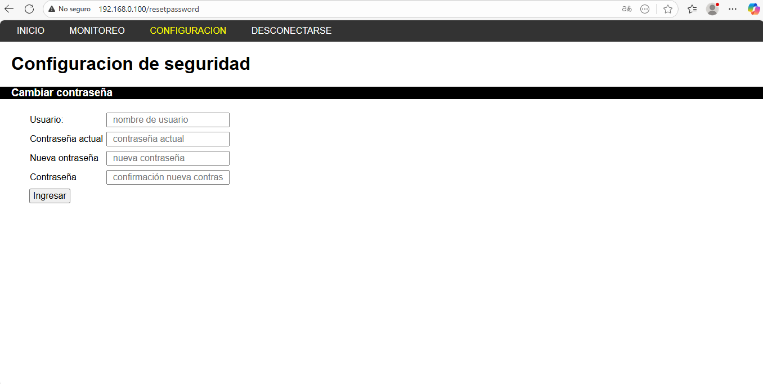 No seguro 192.168.0.100/resetpassword
INICIO MONITOREO CONFIGURACION DESCONECTARSE
Configuracion de seguridad
Cambiar contraseña
Usuario. nombre de usuario
Contraseña actual contraseña actual
Nueva ontraseña nueva contraseña
Contraseña confirmación nueva contras
Ingresar